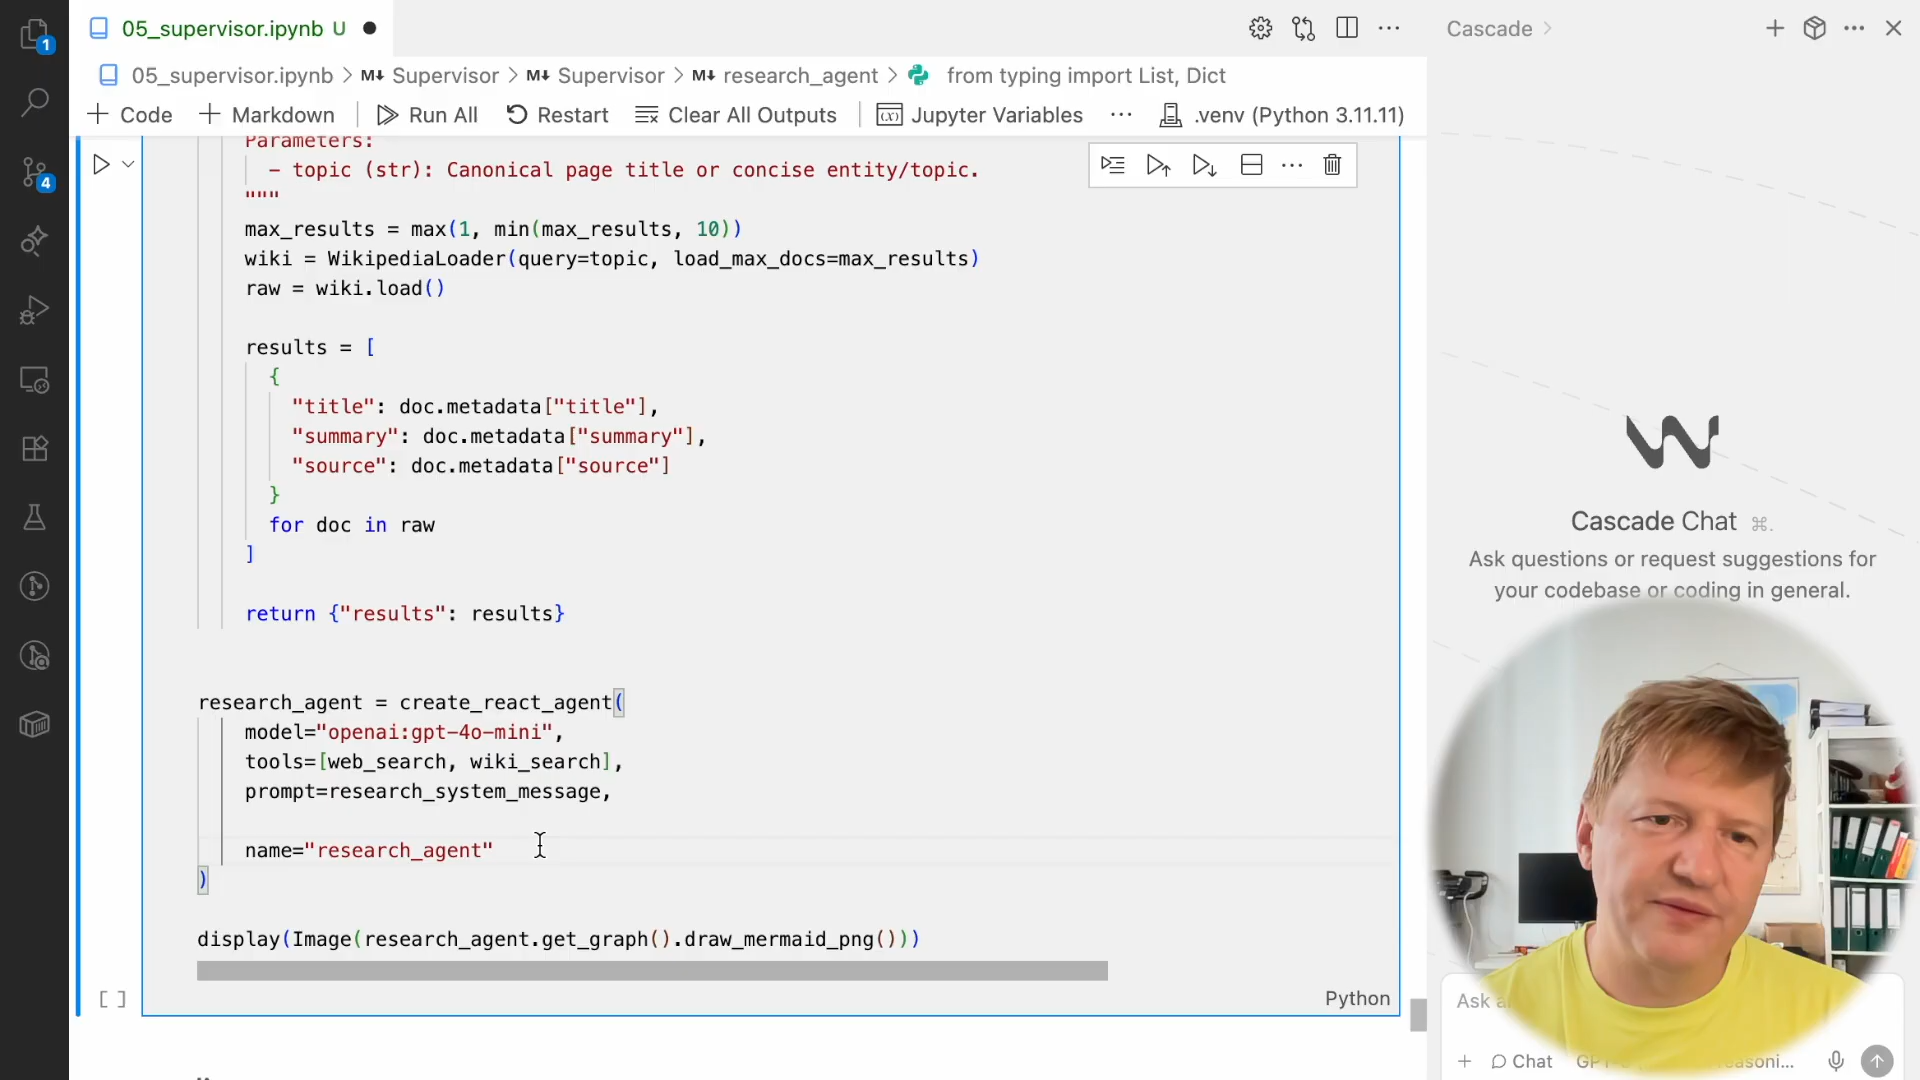 05_supervisor.ipynb U
Cascade
05_supervisor.ipynb > M↓ Supervisor > M↓ Supervisor > M↓ research_agent > from typing import List, Dict
+ Code + Markdown Run All Restart Clear All Outputs Jupyter Variables ... .venv (Python 3.11.11)
1
4
Parameters:
- topic (str): Canonical page title or concise entity/topic.
"""
max_results = max(1, min(max_results, 10))
wiki = WikipediaLoader(query=topic, load_max_docs=max_results)
raw = wiki.load()
results = [
{
"title": doc.metadata["title"],
"summary": doc.metadata["summary"],
"source": doc.metadata["source"]
}
for doc in raw
]
return {"results": results}
research_agent = create_react_agent(
model="openai:gpt-4o-mini",
tools=[web_search, wiki_search],
prompt=research_system_message,
name="research_agent"
)
display(Image(research_agent.get_graph().draw_mermaid_png()))
[ ]
Python
Cascade Chat ⌘.
Ask questions or request suggestions for
your codebase or coding in general.
Ask
+ Chat